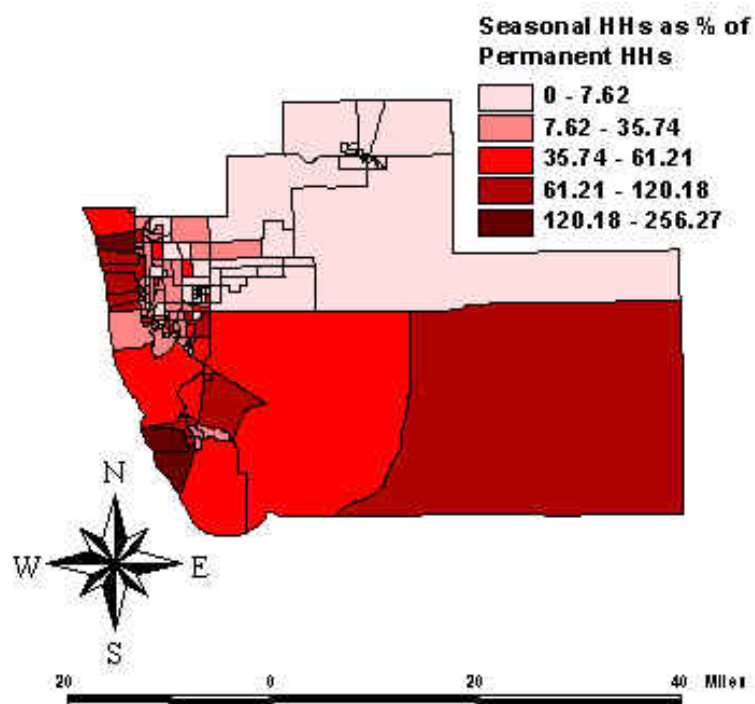 Seasonal HHs as % of
Permanent HHs
0 - 7.62
7.62 - 35.74
35.74 - 61.21
61.21 - 120.18
120.18 - 256.27
N
W E
S
20 0 20 40 Miles